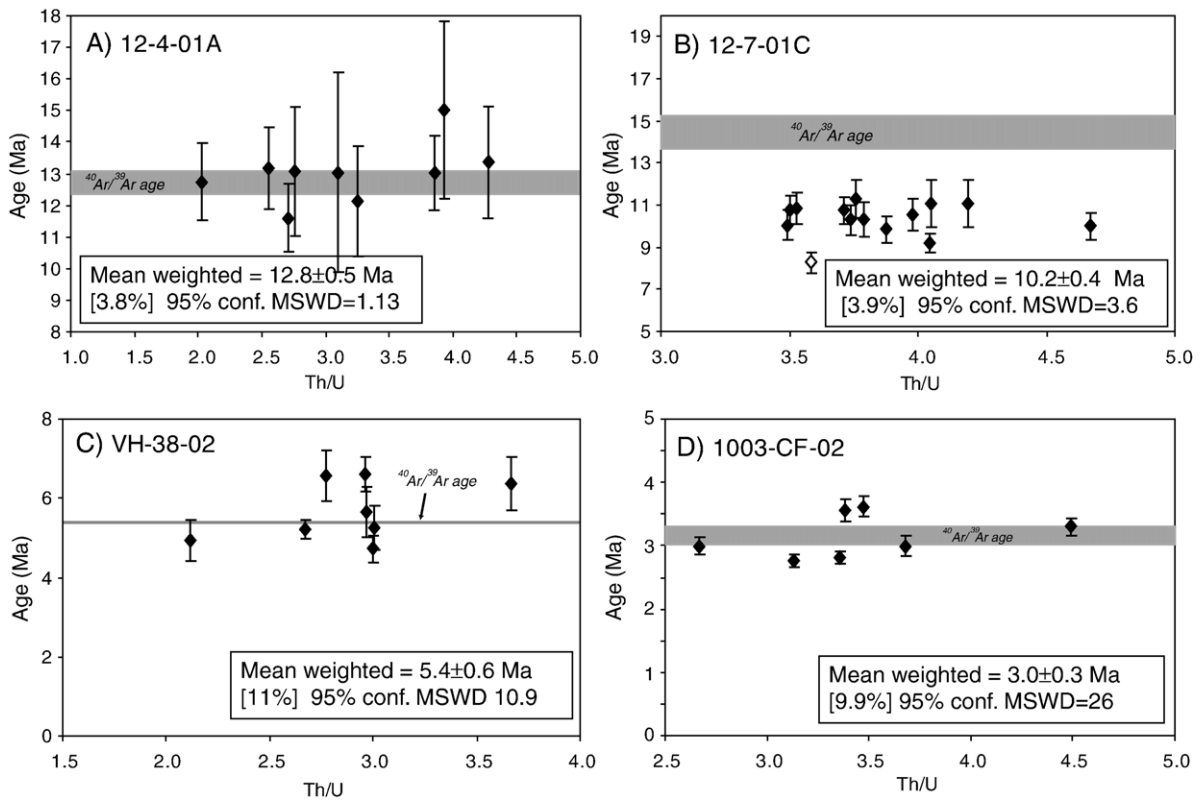 A) 12-4-01A
18
17
16
15
14
13
12
11
10
9
8
Age (Ma)
40Ar/39Ar age
Mean weighted = 12.8±0.5 Ma
[3.8%] 95% conf. MSWD=1.13
1.0 2.0 2.5 3.0 3.5 4.0 4.5 5.0
Th/U
B) 12-7-01C
19
17
15
13
11
9
7
5
Age (Ma)
40Ar/39Ar age
Mean weighted = 10.2±0.4 Ma
[3.9%] 95% conf. MSWD=3.6
3.0 3.5 4.0 4.5 5.0
Th/U
C) VH-38-02
8
6
4
2
0
Age (Ma)
40Ar/39Ar age
Mean weighted = 5.4±0.6 Ma
[11%] 95% conf. MSWD 10.9
1.5 2.0 2.5 3.0 3.5 4.0
Th/U
D) 1003-CF-02
5
4
3
2
1
0
Age (Ma)
40Ar/39Ar age
Mean weighted = 3.0±0.3 Ma
[9.9%] 95% conf. MSWD=26
2.5 3.0 3.5 4.0 4.5 5.0
Th/U